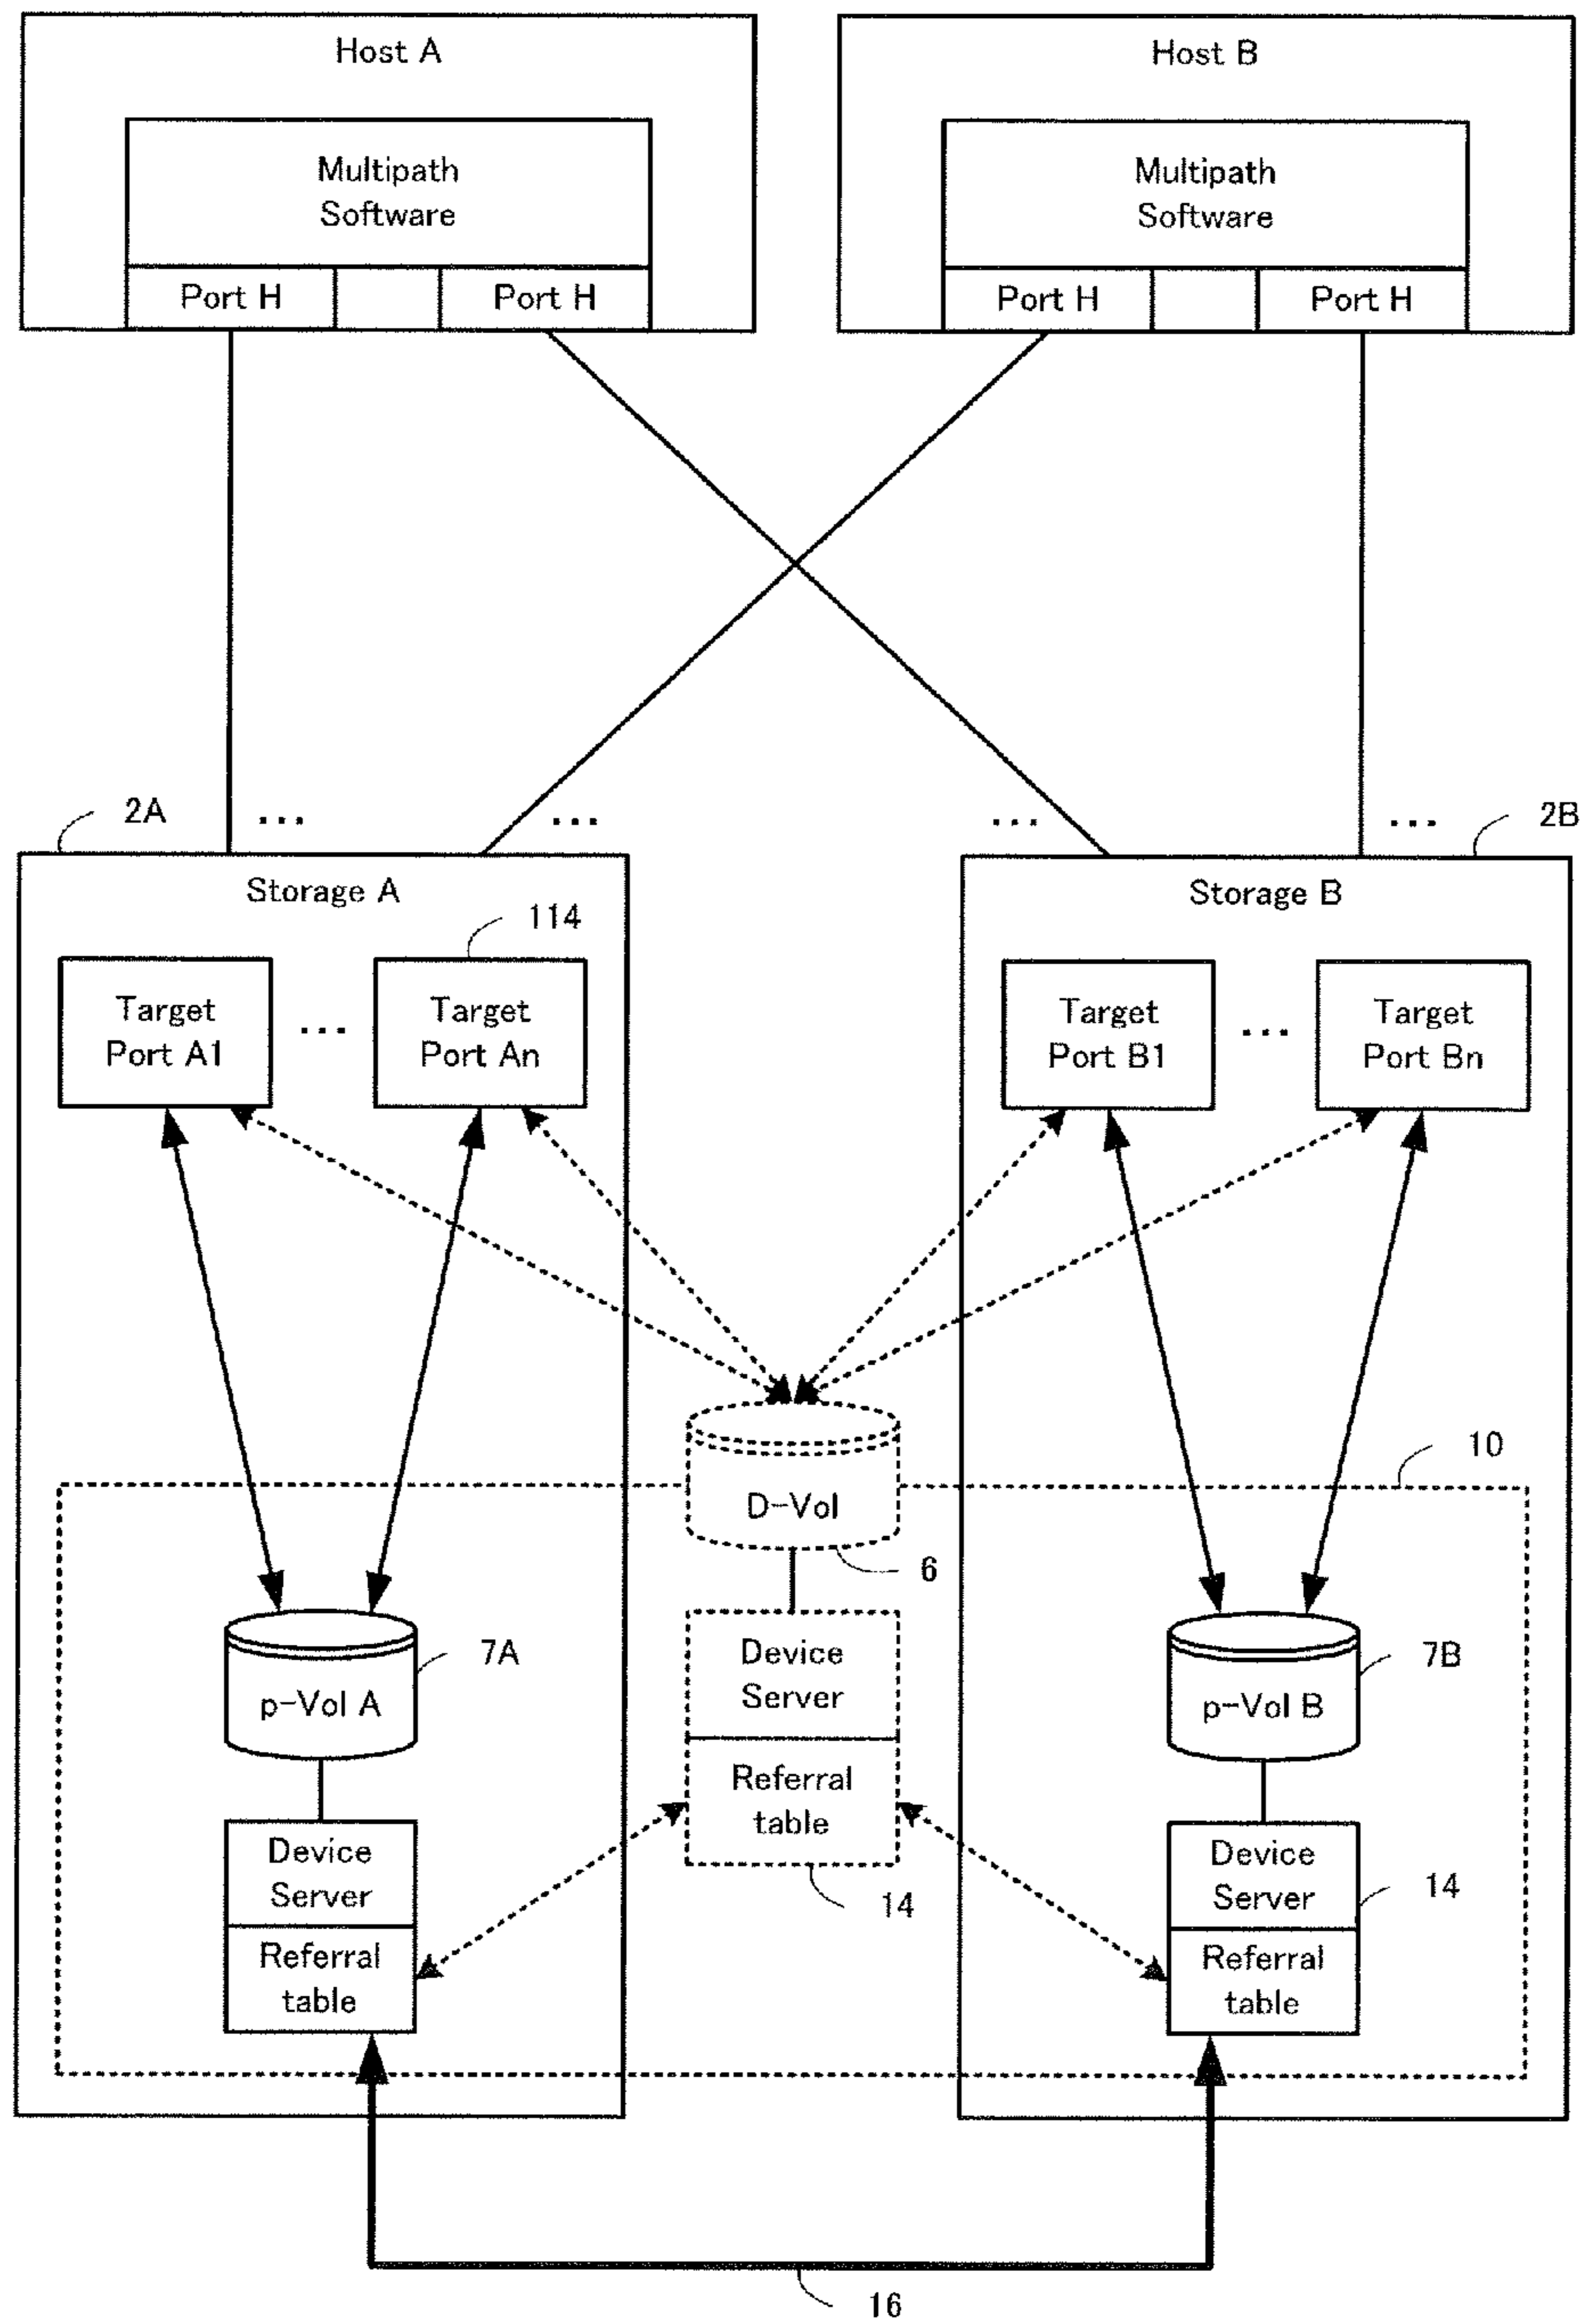 Host A
Host B
Multipath
Software
Multipath
Software
Port H
Port H
Port H
Port H
2A
...
...
...
...
2B
Storage A
Storage B
114
Target
Port A1
...
Target
Port An
Target
Port B1
...
Target
Port Bn
10
D-Vol
6
7A
p-Vol A
Device
Server
Referral
table
14
7B
p-Vol B
Device
Server
Referral
table
Device
Server
Referral
table
14
16